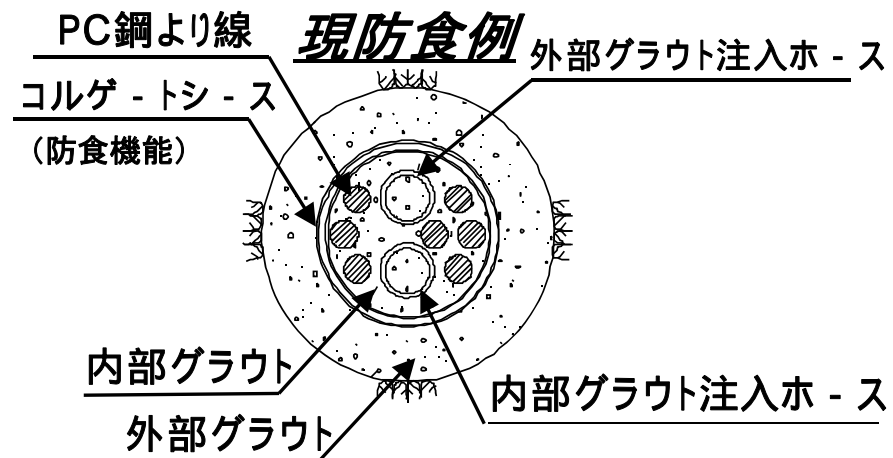 現防食例
PC鋼より線
外部グラウト注入ホ - ス
コルゲ - トシ - ス
（防食機能）
内部グラウト
内部グラウト注入ホ - ス
外部グラウト